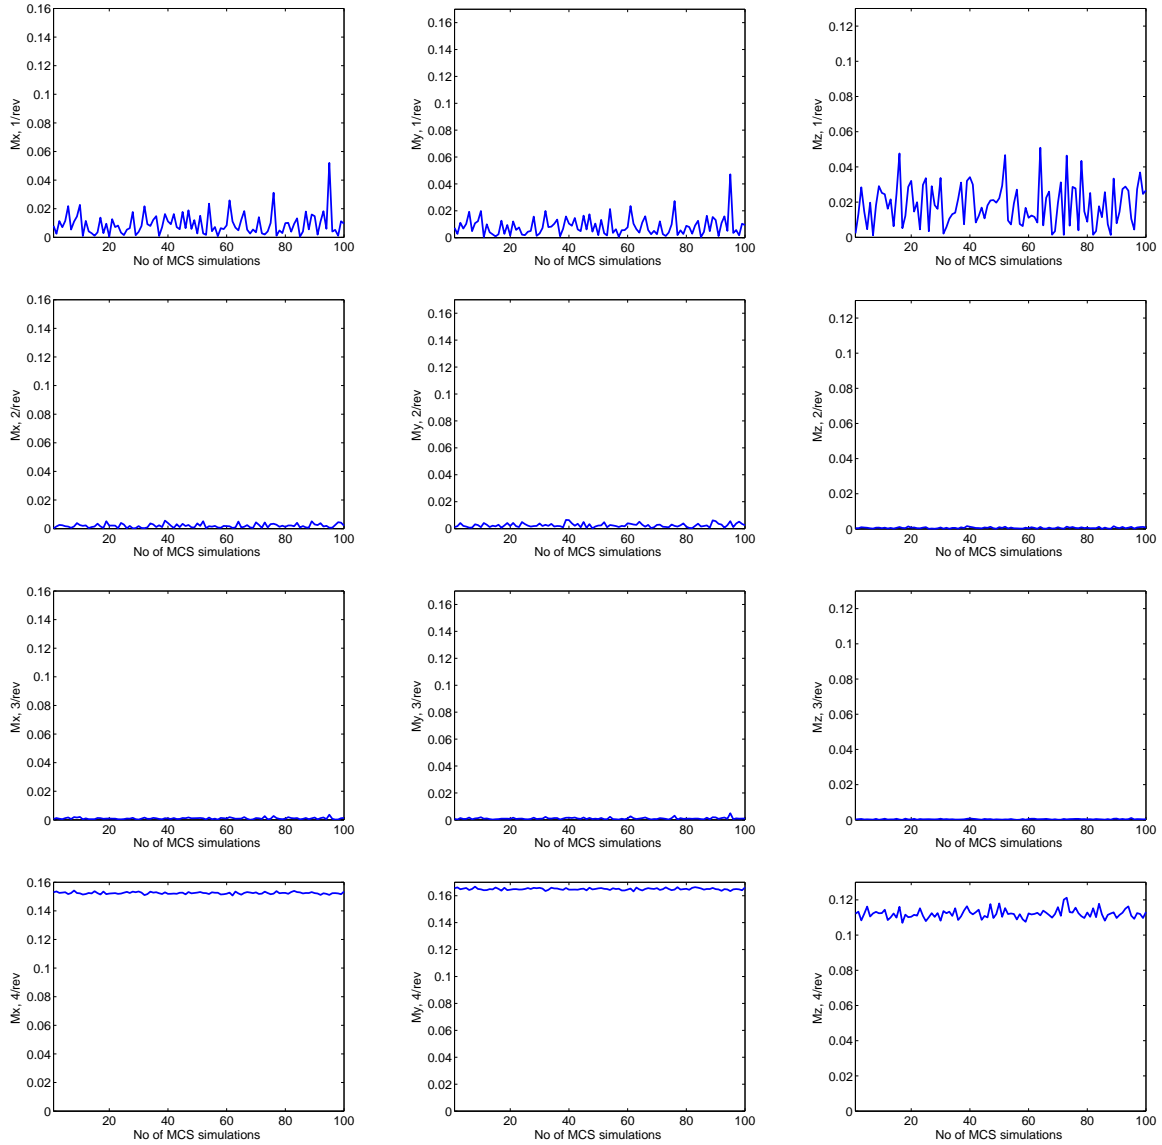 0.16
0.14
0.12
0.1
0.08
0.06
0.04
0.02
0
Mx, 1/rev
20 40 60 80 100
No of MCS simulations
0.16
0.14
0.12
0.1
0.08
0.06
0.04
0.02
0
My, 1/rev
20 40 60 80 100
No of MCS simulations
0.12
0.1
0.08
0.06
0.04
0.02
0
Mz, 1/rev
20 40 60 80 100
No of MCS simulations
0.16
0.14
0.12
0.1
0.08
0.06
0.04
0.02
0
Mx, 2/rev
20 40 60 80 100
No of MCS simulations
0.16
0.14
0.12
0.1
0.08
0.06
0.04
0.02
0
My, 2/rev
20 40 60 80 100
No of MCS simulations
0.12
0.1
0.08
0.06
0.04
0.02
0
Mz, 2/rev
20 40 60 80 100
No of MCS simulations
0.16
0.14
0.12
0.1
0.08
0.06
0.04
0.02
0
Mx, 3/rev
20 40 60 80 100
No of MCS simulations
0.16
0.14
0.12
0.1
0.08
0.06
0.04
0.02
0
My, 3/rev
20 40 60 80 100
No of MCS simulations
0.12
0.1
0.08
0.06
0.04
0.02
0
Mz, 3/rev
20 40 60 80 100
No of MCS simulations
0.16
0.14
0.12
0.1
0.08
0.06
0.04
0.02
0
Mx, 4/rev
20 40 60 80 100
No of MCS simulations
0.16
0.14
0.12
0.1
0.08
0.06
0.04
0.02
0
My, 4/rev
20 40 60 80 100
No of MCS simulations
0.12
0.1
0.08
0.06
0.04
0.02
0
Mz, 4/rev
20 40 60 80 100
No of MCS simulations